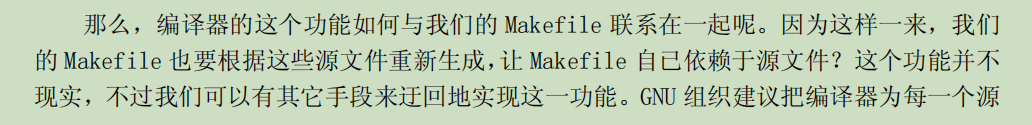 那么，编译器的这个功能如何与我们的 Makefile 联系在一起呢。因为这样一来，我们
的 Makefile 也要根据这些源文件重新生成，让 Makefile 自己依赖于源文件？这个功能并不
现实，不过我们可以有其它手段来迂回地实现这一功能。GNU 组织建议把编译器为每一个源